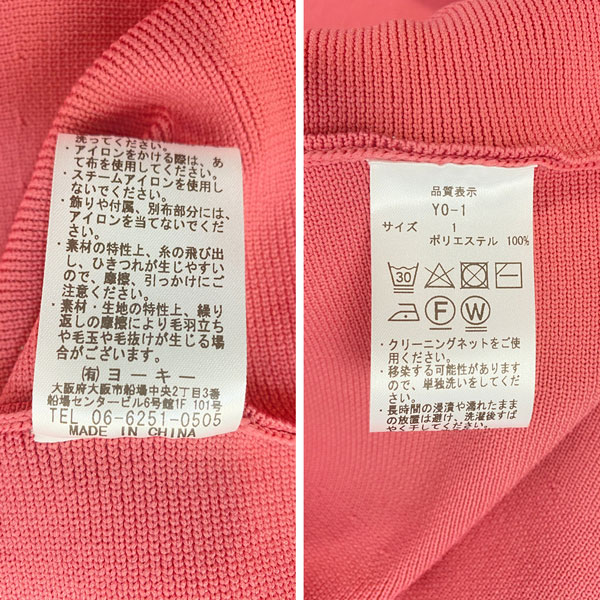 洗ってください。
・アイロンをかける際は、あ
て布を使用してください。
・スチームアイロンを使用し
ないでください。
・飾りや付属、別布部分には、
アイロンを当てないでくださ
い。
・素材の特性上、糸の飛び出
し、ひきつれが生じやすい
ので、摩擦、引っかけにご
注意ください。
・素材・生地の特性上、繰り
返しの摩擦により毛羽立ち
や毛玉や毛抜けが生じる場
合がございます。
(有)ヨーキー
大阪府大阪市船場中央2丁目3番
船場センタービル6号館1F 101号
TEL 06-6251-0505
MADE IN CHINA
品質表示
YO-1
サイズ 1
ポリエステル 100%
30
F W
・クリーニングネットをご使
用ください。
・移染する可能性があります
ので、単独洗いをしてくださ
い。
・長時間の浸漬や濡れたまま
の放置は避け、洗濯後すば
やく干してください。